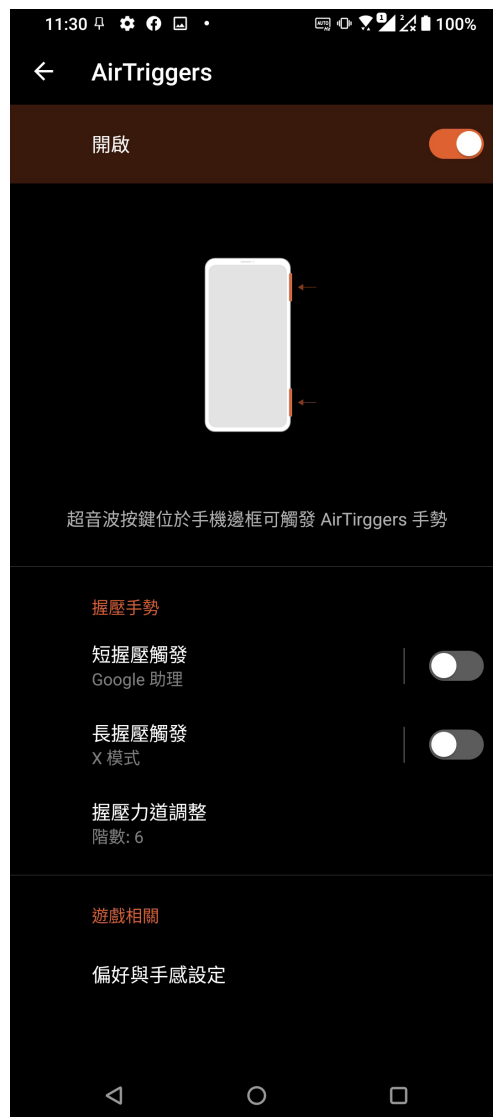 11:30
100%
AirTriggers
開啟
超音波按鍵位於手機邊框可觸發 AirTirggers 手勢
握壓手勢
短握壓觸發
Google 助理
長握壓觸發
X 模式
握壓力道調整
階數: 6
遊戲相關
偏好與手感設定